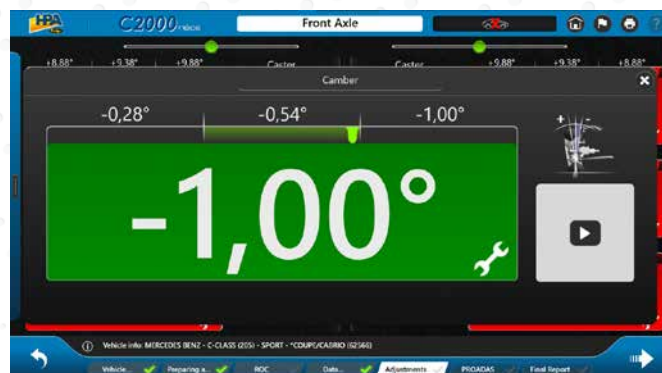 HPA
C2000
Front Axle
+8.88° +9.38° +9.88° Caster Caster +9.88° +9.38° +8.88°
Camber
-0,28° -0,54° -1,00°
+ -
-1,00°
Vehicle info: MERCEDES BENZ - C-CLASS (205) - SPORT - *COUPE/CABRIO (62566)
Vehicle... Preparing a... ROC Data... Adjustments PROADAS Final Report